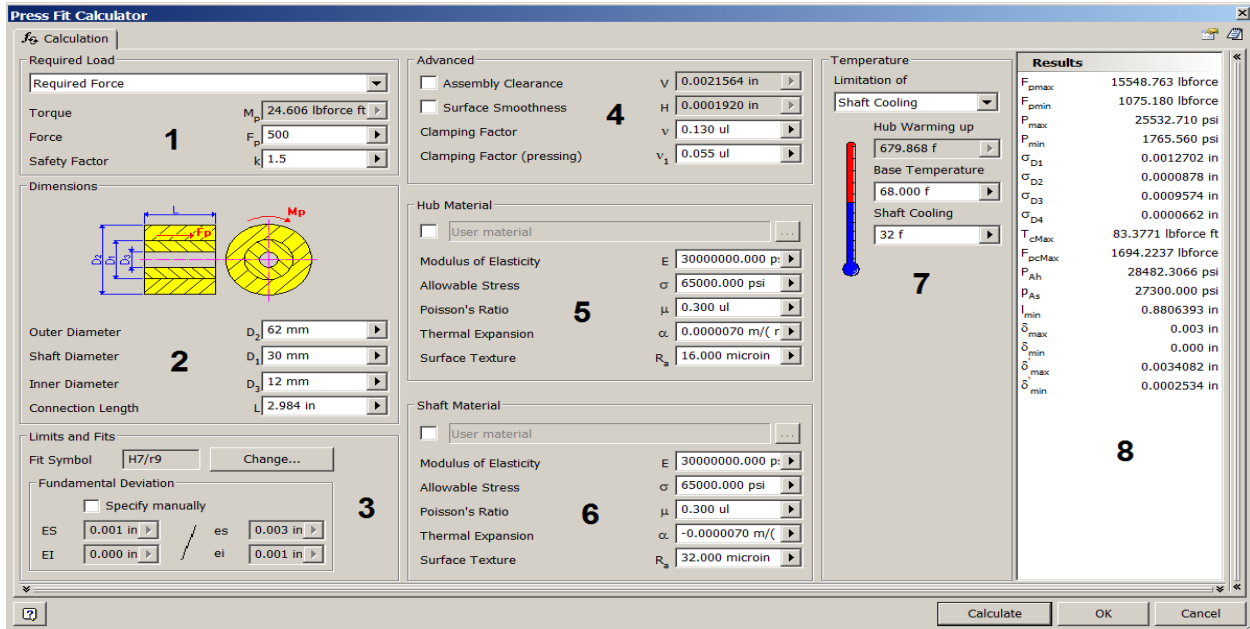 Press Fit Calculator
Calculation
Required Load
Required Force
Torque Mp 24.606 lbforce ft
Force Fp 500
Safety Factor k 1.5
1
Dimensions
L
Mp
Fp
D2 D1 D3
Outer Diameter D2 62 mm
Shaft Diameter D1 30 mm
Inner Diameter D3 12 mm
Connection Length L 2.984 in
2
Limits and Fits
Fit Symbol H7/r9 Change...
Fundamental Deviation
Specify manually
ES 0.001 in / es 0.003 in
EI 0.000 in ei 0.001 in
3
Advanced
Assembly Clearance V 0.0021564 in
Surface Smoothness H 0.0001920 in
Clamping Factor ν 0.130 ul
Clamping Factor (pressing) ν1 0.055 ul
4
Hub Material
User material ...
Modulus of Elasticity E 30000000.000 p
Allowable Stress σ 65000.000 psi
Poisson's Ratio μ 0.300 ul
Thermal Expansion α 0.0000070 m/(
Surface Texture Ra 16.000 microin
5
Shaft Material
User material ...
Modulus of Elasticity E 30000000.000 p
Allowable Stress σ 65000.000 psi
Poisson's Ratio μ 0.300 ul
Thermal Expansion α -0.0000070 m/(
Surface Texture Ra 32.000 microin
6
Temperature
Limitation of
Shaft Cooling
Hub Warming up
679.868 f
Base Temperature
68.000 f
Shaft Cooling
32 f
7
Results
Fpmax 15548.763 lbforce
Fpmin 1075.180 lbforce
Pmax 25532.710 psi
Pmin 1765.560 psi
σD1 0.0012702 in
σD2 0.0000878 in
σD3 0.0009574 in
σD4 0.0000662 in
TcMax 83.3771 lbforce ft
FpcMax 1694.2237 lbforce
PAh 28482.3066 psi
pAs 27300.000 psi
lmin 0.8806393 in
δmax 0.003 in
δmin 0.000 in
δ'max 0.0034082 in
δ'min 0.0002534 in
8
Calculate OK Cancel